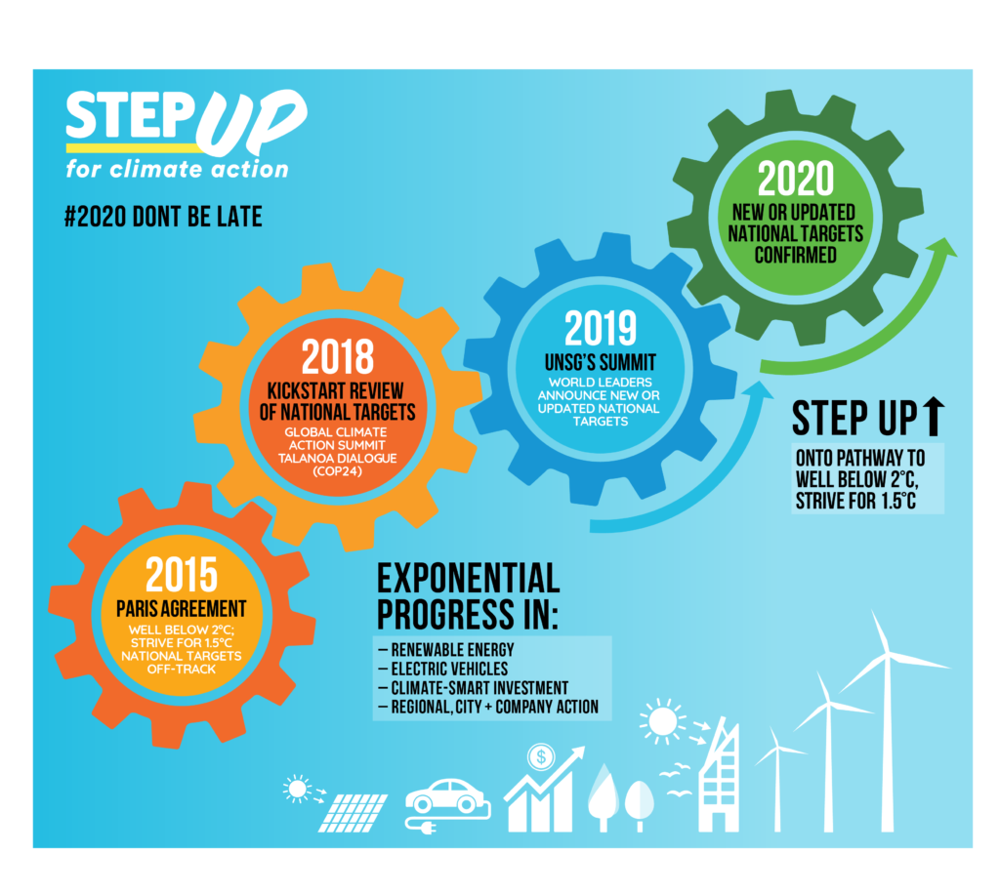 STEP UP
for climate action
#2020 DONT BE LATE
2020
NEW OR UPDATED
NATIONAL TARGETS
CONFIRMED
2019
UNSG'S SUMMIT
WORLD LEADERS
ANNOUNCE NEW OR
UPDATED NATIONAL
TARGETS
2018
KICKSTART REVIEW
OF NATIONAL TARGETS
GLOBAL CLIMATE
ACTION SUMMIT
TALANOA DIALOGUE
(COP24)
STEP UP
ONTO PATHWAY TO
WELL BELOW 2°C,
STRIVE FOR 1.5°C
2015
PARIS AGREEMENT
WELL BELOW 2°C;
STRIVE FOR 1.5°C
NATIONAL TARGETS
OFF-TRACK
EXPONENTIAL
PROGRESS IN:
– RENEWABLE ENERGY
– ELECTRIC VEHICLES
– CLIMATE-SMART INVESTMENT
– REGIONAL, CITY + COMPANY ACTION
$